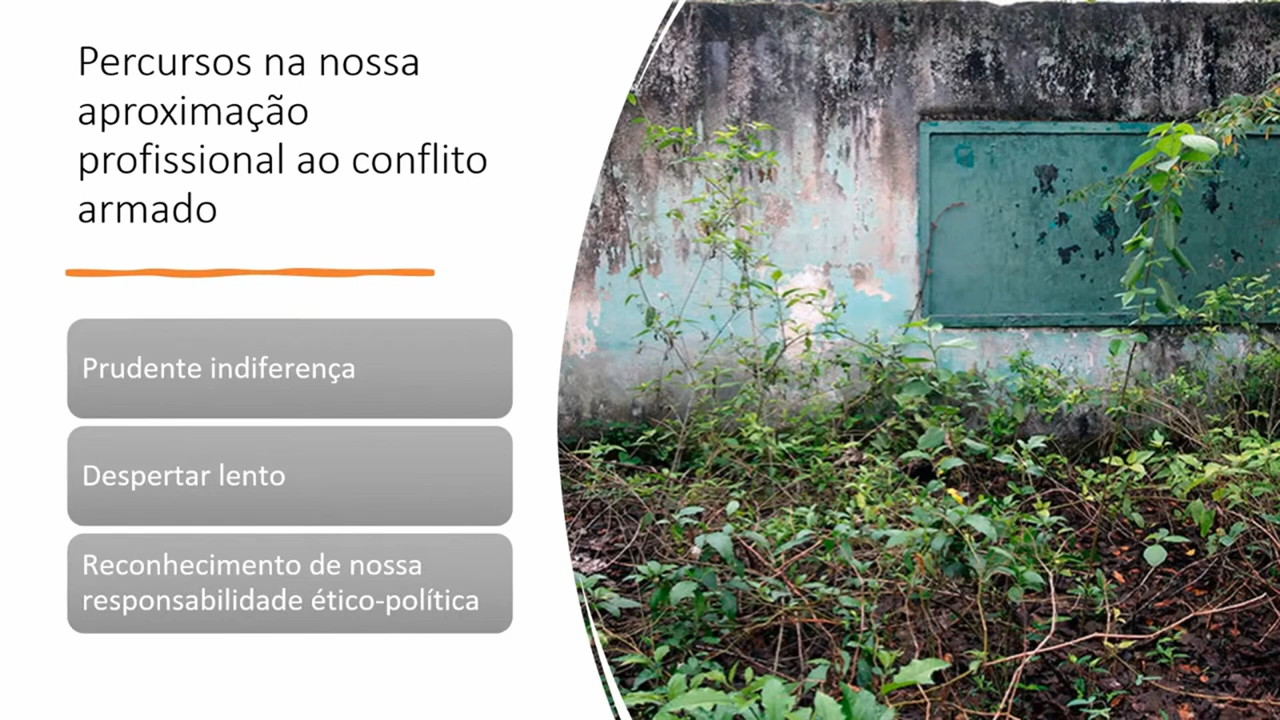 Percursos na nossa
aproximação
profissional ao conflito
armado
Prudente indiferença
Despertar lento
Reconhecimento de nossa
responsabilidade ético-política